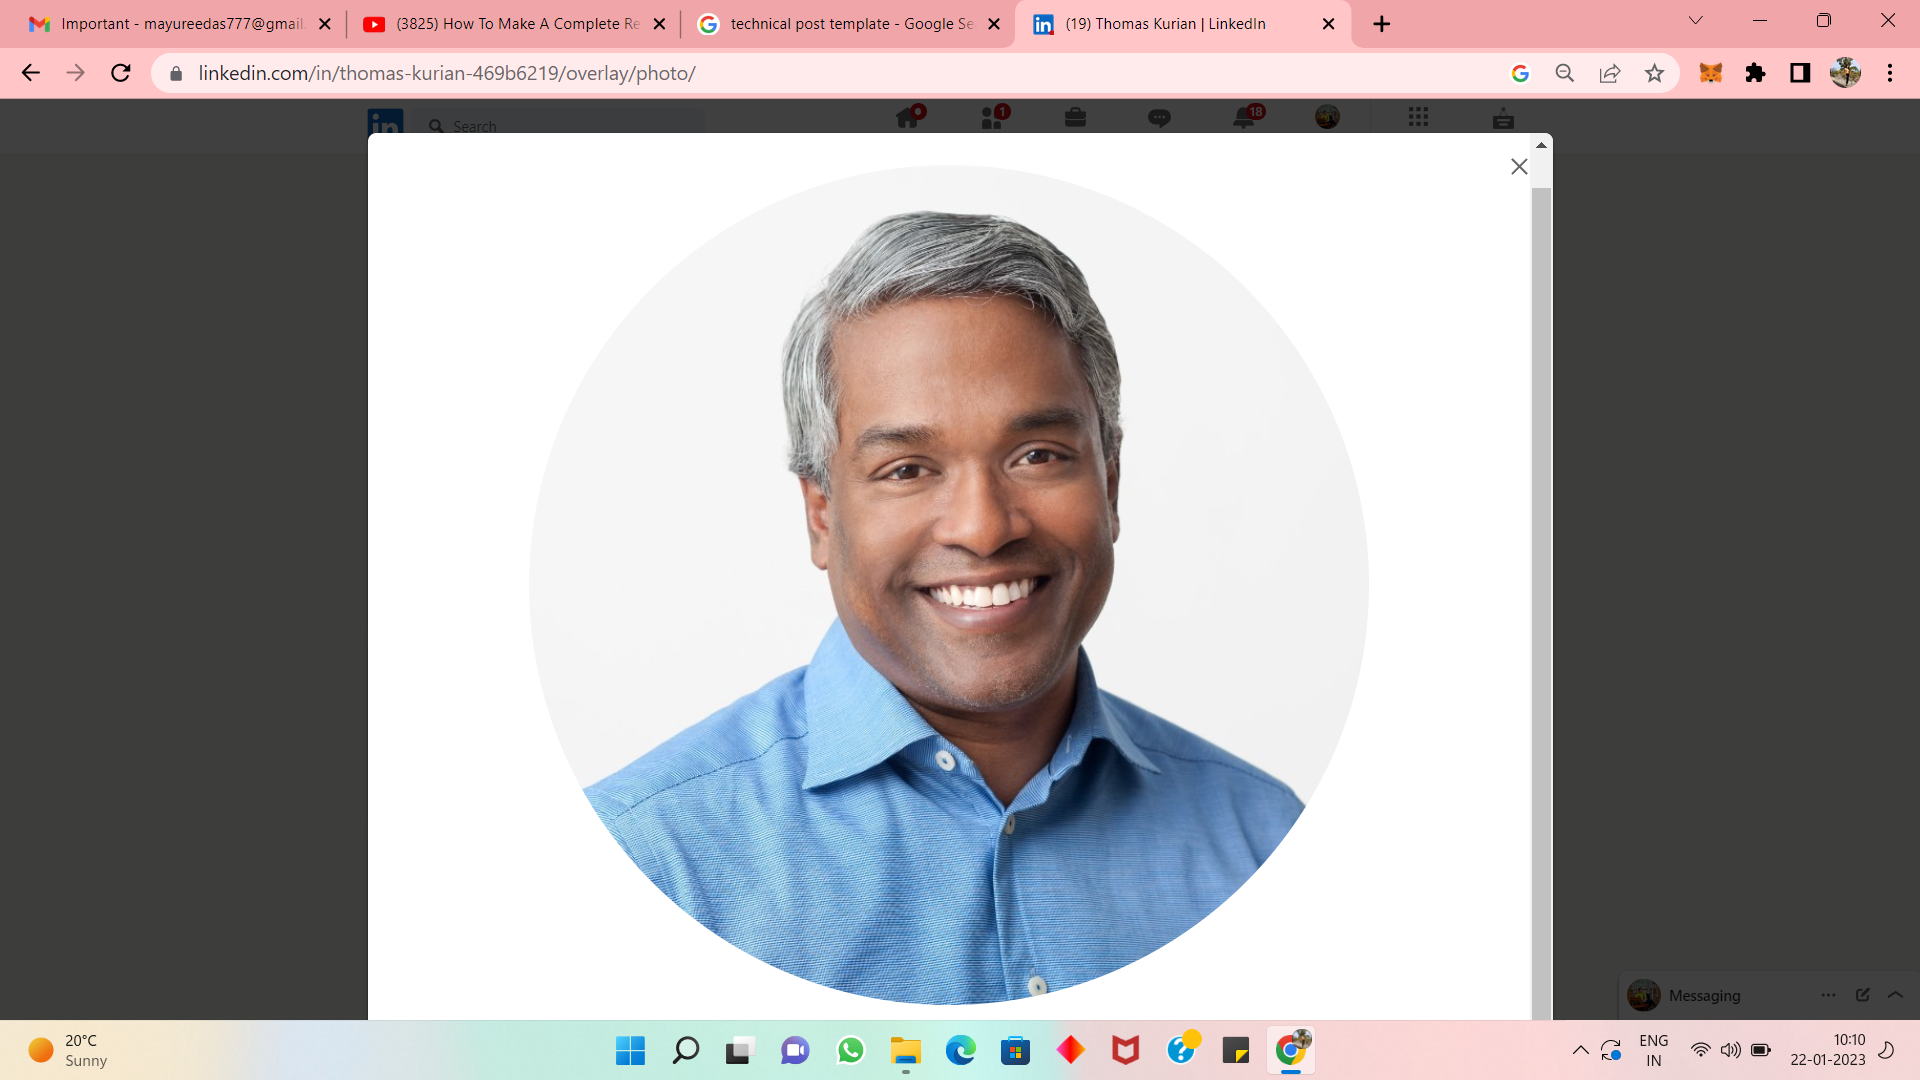 Important - mayureedas777@gmail.
(3825) How To Make A Complete Re
technical post template - Google Se
(19) Thomas Kurian | LinkedIn
linkedin.com/in/thomas-kurian-469b6219/overlay/photo/
in
Search
1
18
Messaging
20°C
Sunny
ENG
IN
10:10
22-01-2023